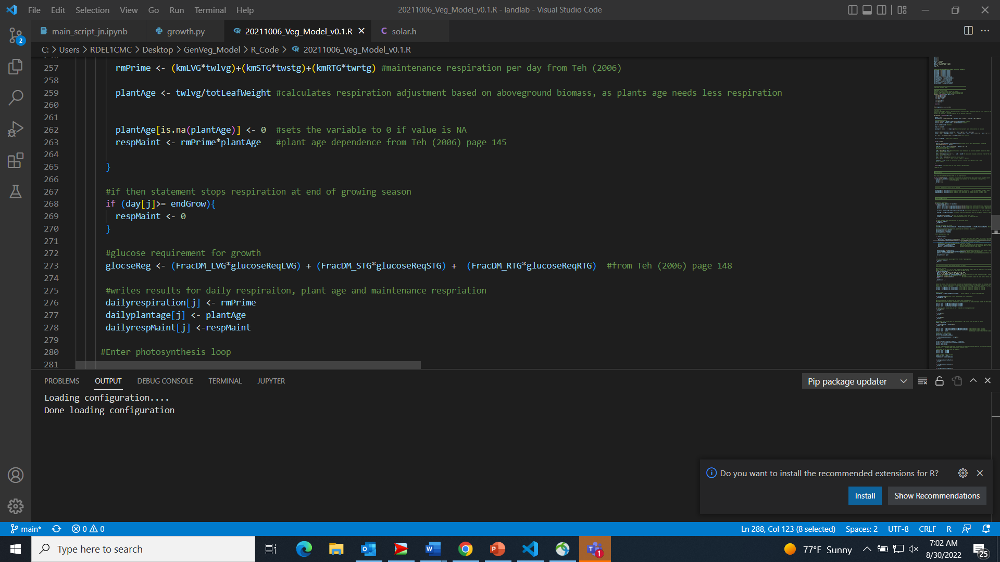 File Edit Selection View Go Run Terminal Help 20211006_Veg_Model_v0.1.R - landlab - Visual Studio Code
main_script_jn.ipynb growth.py 20211006_Veg_Model_v0.1.R solar.h
C: > Users > RDEL1CMC > Desktop > GenVeg_Model > R_Code > 20211006_Veg_Model_v0.1.R
257 rmPrime <- (kmLVG*twlvg)+(kmSTG*twstg)+(kmRTG*twrtg) #maintenance respiration per day from Teh (2006)
258
259 plantAge <- twlvg/totLeafWeight #calculates respiration adjustment based on aboveground biomass, as plants age needs less respiration
260
261
262 plantAge[is.na(plantAge)] <- 0 #sets the variable to 0 if value is NA
263 respMaint <- rmPrime*plantAge #plant age dependence from Teh (2006) page 145
264
265 }
266
267 #if then statement stops respiration at end of growing season
268 if (day[j]>= endGrow){
269 respMaint <- 0
270 }
271
272 #glucose requirement for growth
273 glocseReg <- (FracDM_LVG*glucoseReqLVG) + (FracDM_STG*glucoseReqSTG) + (FracDM_RTG*glucoseReqRTG) #from Teh (2006) page 148
274
275 #writes results for daily respiraiton, plant age and maintenance respriation
276 dailyrespiration[j] <- rmPrime
277 dailyplantage[j] <- plantAge
278 dailyrespMaint[j] <-respMaint
279
280 #Enter photosynthesis loop
281
PROBLEMS OUTPUT DEBUG CONSOLE TERMINAL JUPYTER Pip package updater
Loading configuration....
Done loading configuration
Do you want to install the recommended extensions for R?
Install Show Recommendations
main* 0 0 Ln 288, Col 123 (8 selected) Spaces: 2 UTF-8 CRLF R
Type here to search 77°F Sunny
7:02 AM
8/30/2022
25
2
1